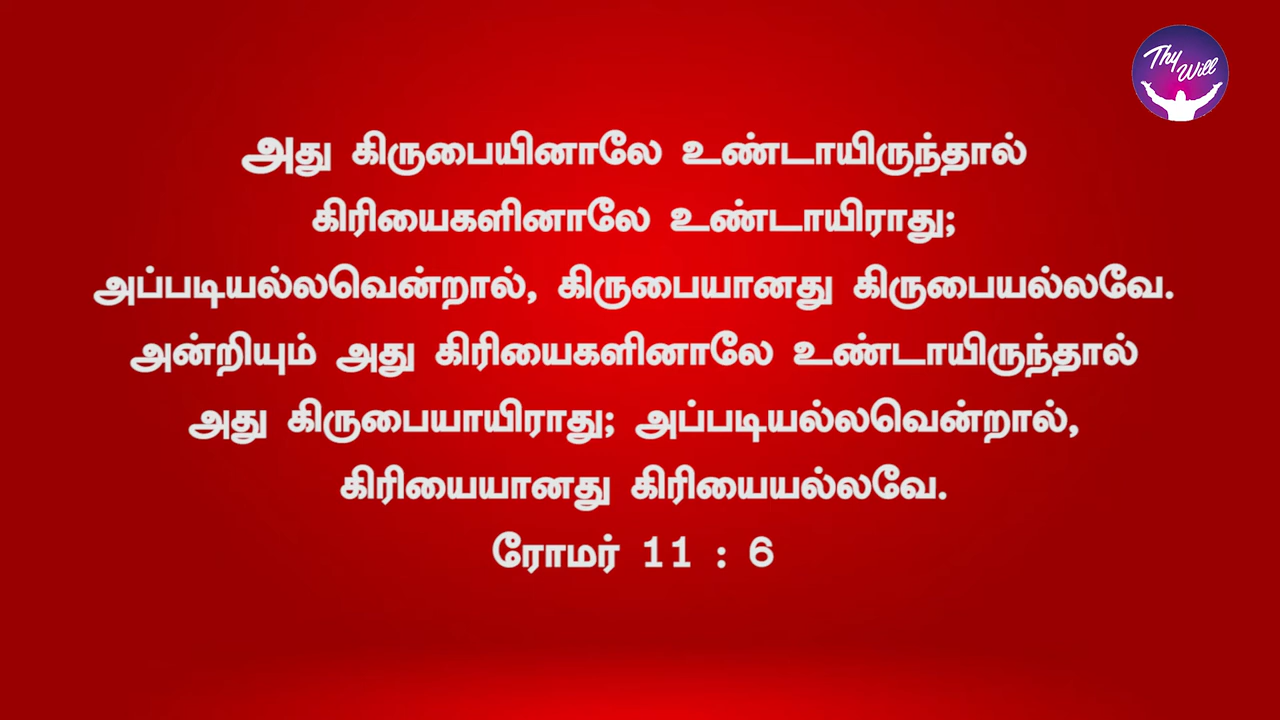 Thy
Will
அது கிருபையினாலே உண்டாயிருந்தால்
கிரியைகளினாலே உண்டாயிராது;
அப்படியல்லவென்றால், கிருபையானது கிருபையல்லவே.
அன்றியும் அது கிரியைகளினாலே உண்டாயிருந்தால்
அது கிருபையாயிராது; அப்படியல்லவென்றால்,
கிரியையானது கிரியையல்லவே.
ரோமர் 11 : 6